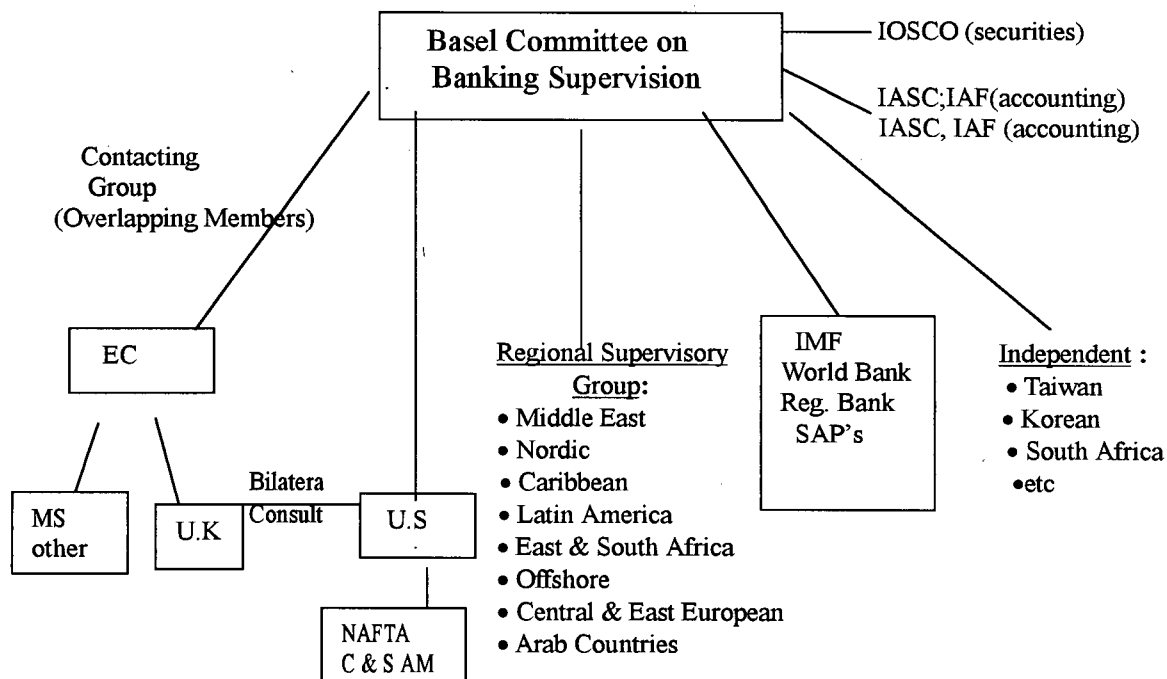 Basel Committee on
Banking Supervision
IOSCO (securities)
IASC;IAF(accounting)
IASC, IAF (accounting)
Contacting
Group
(Overlapping Members)
EC
MS
other
U.K
Bilatera
Consult
U.S
NAFTA
C & S AM
Regional Supervisory
Group:
• Middle East
• Nordic
• Caribbean
• Latin America
• East & South Africa
• Offshore
• Central & East European
• Arab Countries
IMF
World Bank
Reg. Bank
SAP's
Independent :
• Taiwan
• Korean
• South Africa
•etc